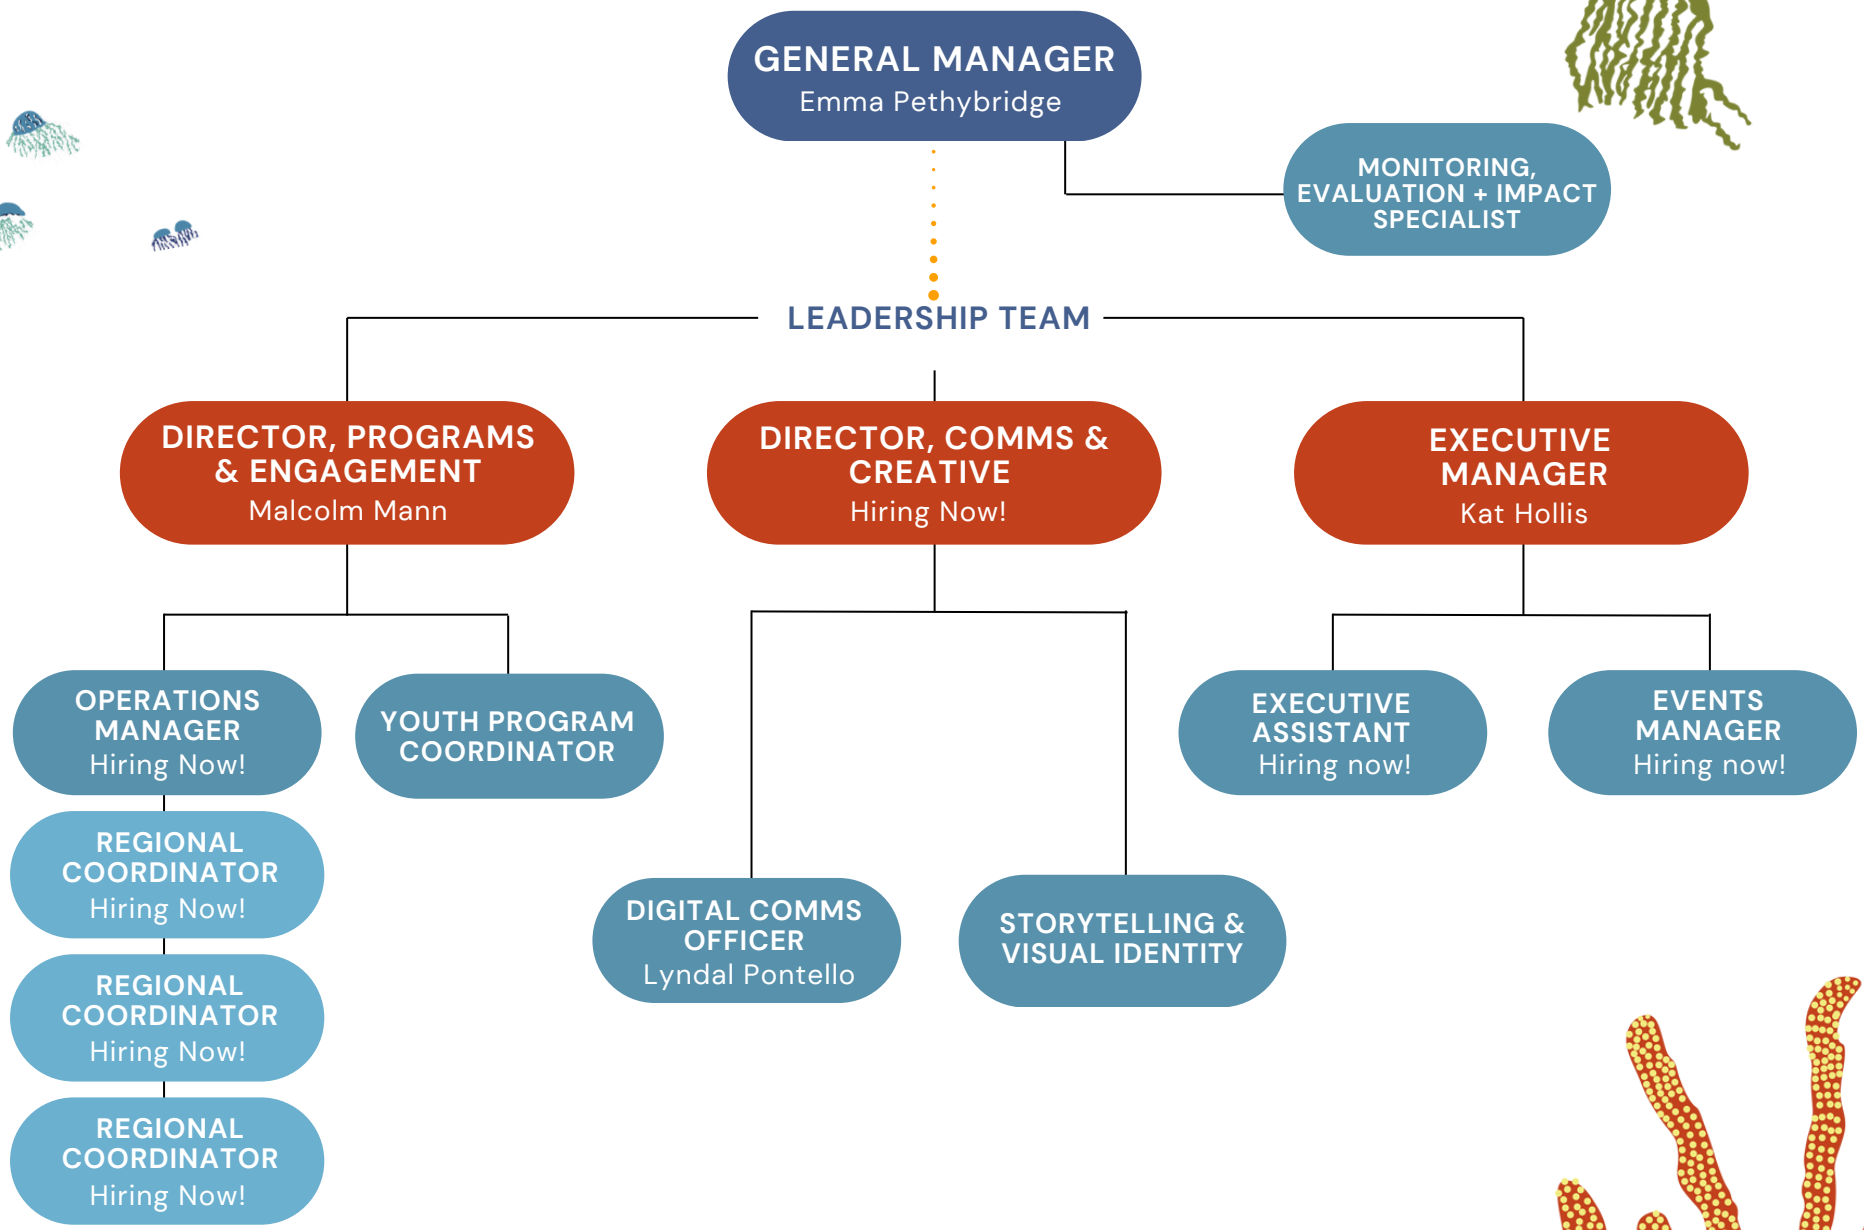 GENERAL MANAGER
Emma Pethybridge
MONITORING,
EVALUATION + IMPACT
SPECIALIST
LEADERSHIP TEAM
DIRECTOR, PROGRAMS
& ENGAGEMENT
Malcolm Mann
DIRECTOR, COMMS &
CREATIVE
Hiring Now!
EXECUTIVE
MANAGER
Kat Hollis
OPERATIONS
MANAGER
Hiring Now!
YOUTH PROGRAM
COORDINATOR
EXECUTIVE
ASSISTANT
Hiring now!
EVENTS
MANAGER
Hiring now!
REGIONAL
COORDINATOR
Hiring Now!
DIGITAL COMMS
OFFICER
Lyndal Pontello
STORYTELLING &
VISUAL IDENTITY
REGIONAL
COORDINATOR
Hiring Now!
REGIONAL
COORDINATOR
Hiring Now!